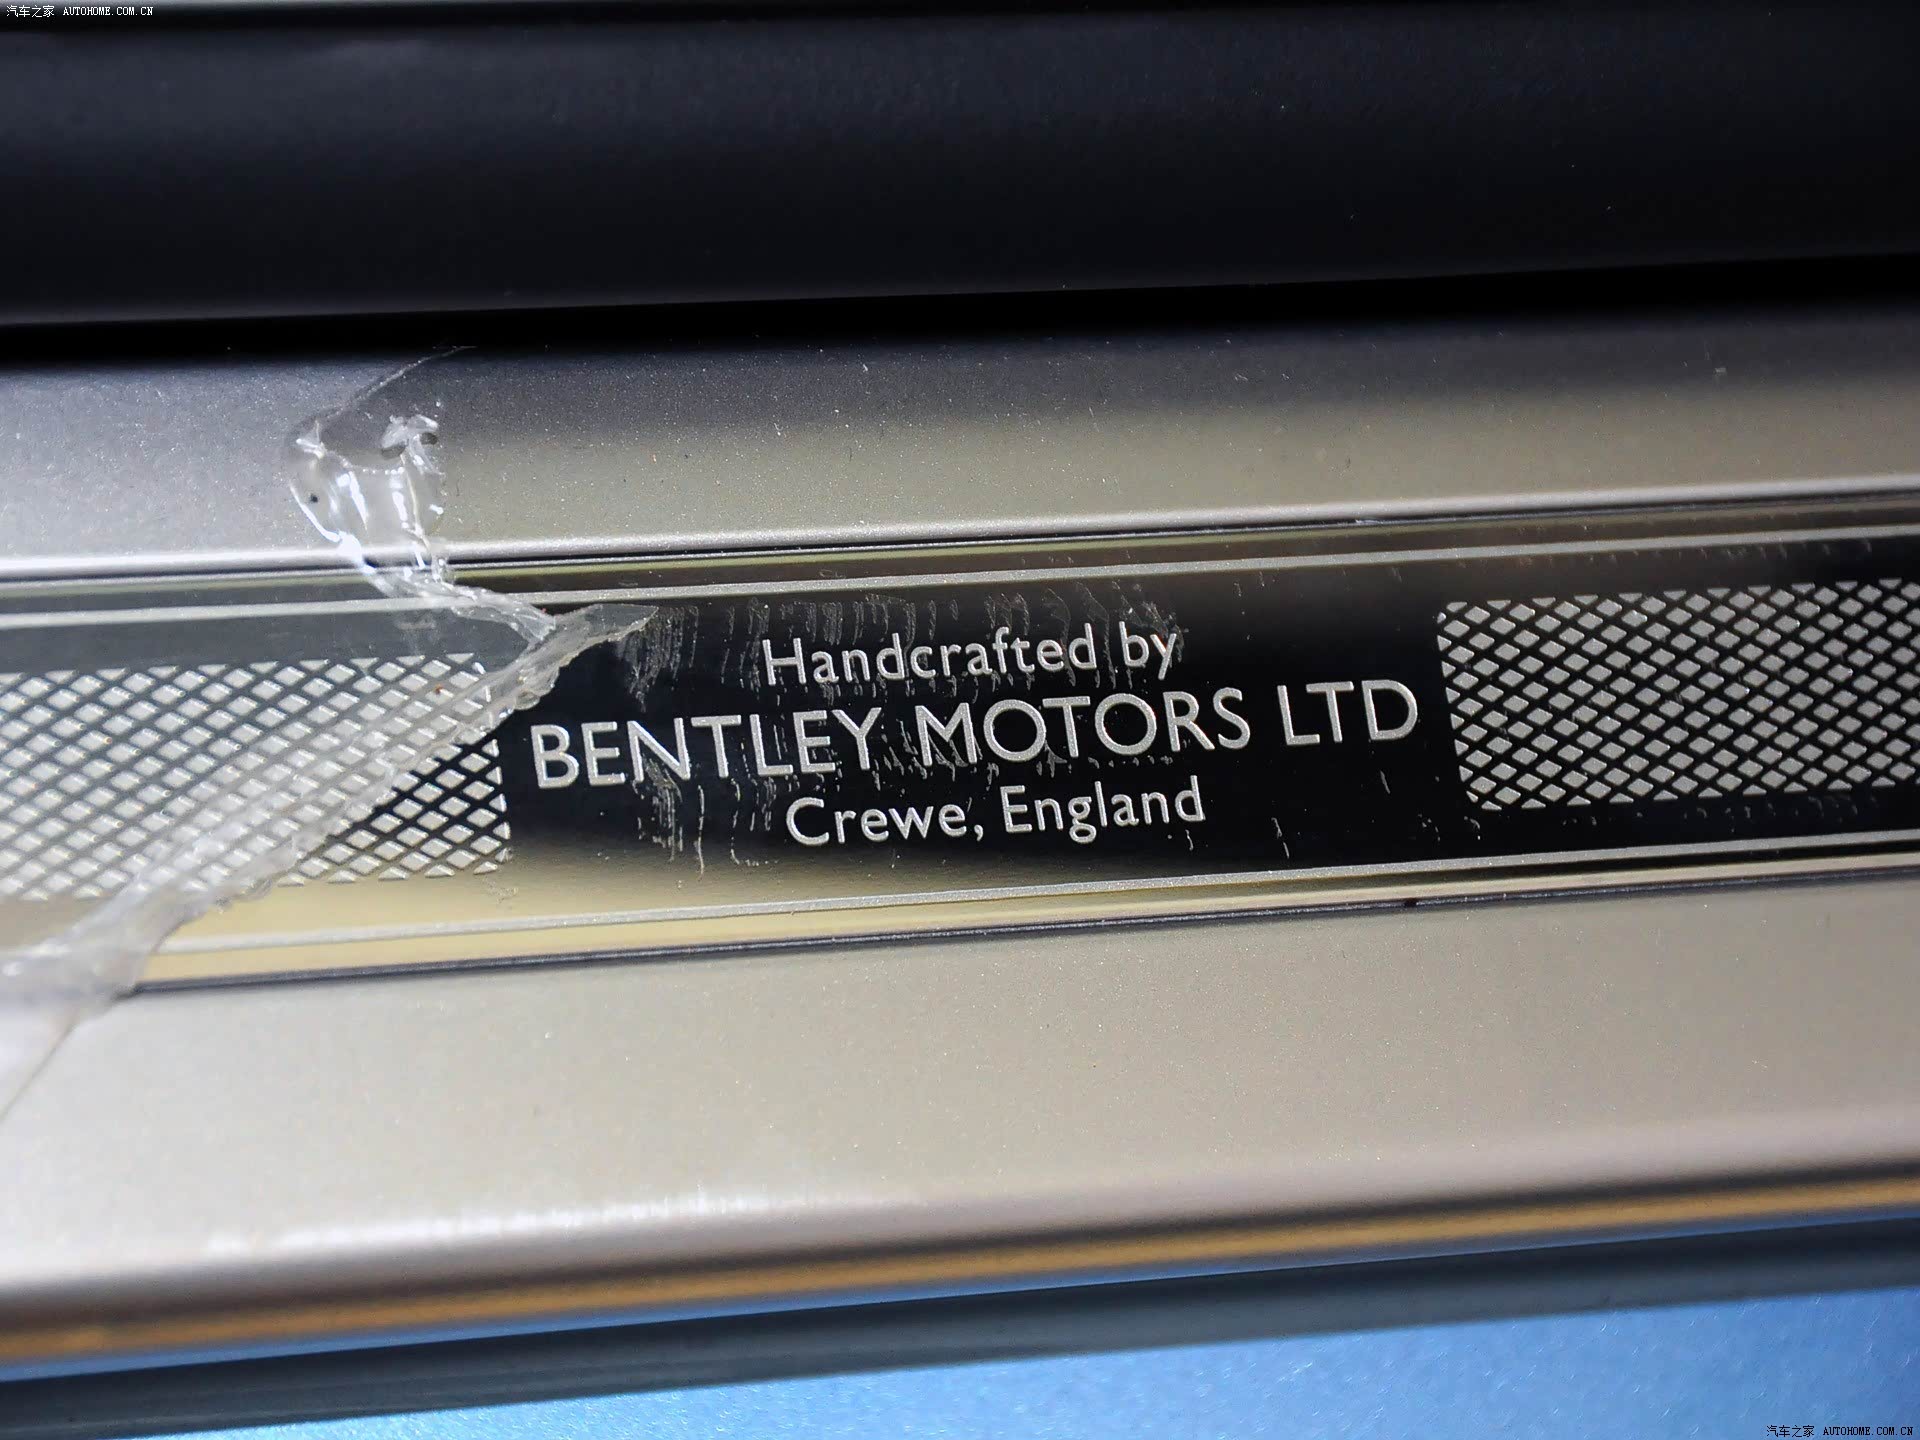 汽车之家 AUTOHOME.COM.CN
Handcrafted by
BENTLEY MOTORS LTD
Crewe, England
汽车之家 AUTOHOME.COM.CN